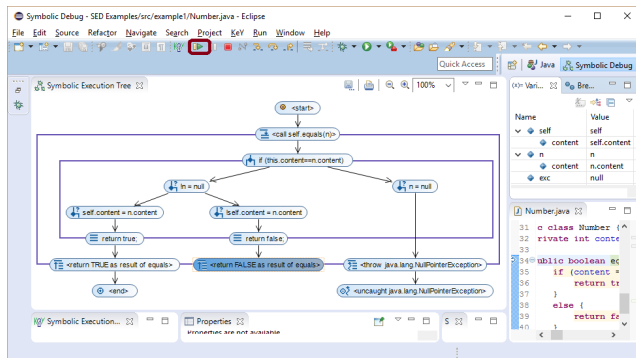 Symbolic Debug - SED Examples/src/example1/Number.java - Eclipse
File Edit Source Refactor Navigate Search Project KeY Run Window Help
Quick Access
Java
Symbolic Debug
Symbolic Execution Tree
100%
<start>
<call self.equals(n)>
if (this.content==n.content)
!n = null
n = null
self.content = n.content
!self.content = n.content
return true;
return false;
<return TRUE as result of equals>
<return FALSE as result of equals>
<throw java.lang.NullPointerException>
<end>
<uncaught java.lang.NullPointerException>
Vari...
Bre...
Name Value
self self
content self.content
n n
content n.content
exc null
Number.java
31 c class Number {
32 rivate int conte
33
34 ublic boolean eq
35 if (content =
36 return tr
37 }
38 else {
39 return fa
40 }
Symbolic Execution...
Properties
S
Properties are not available.